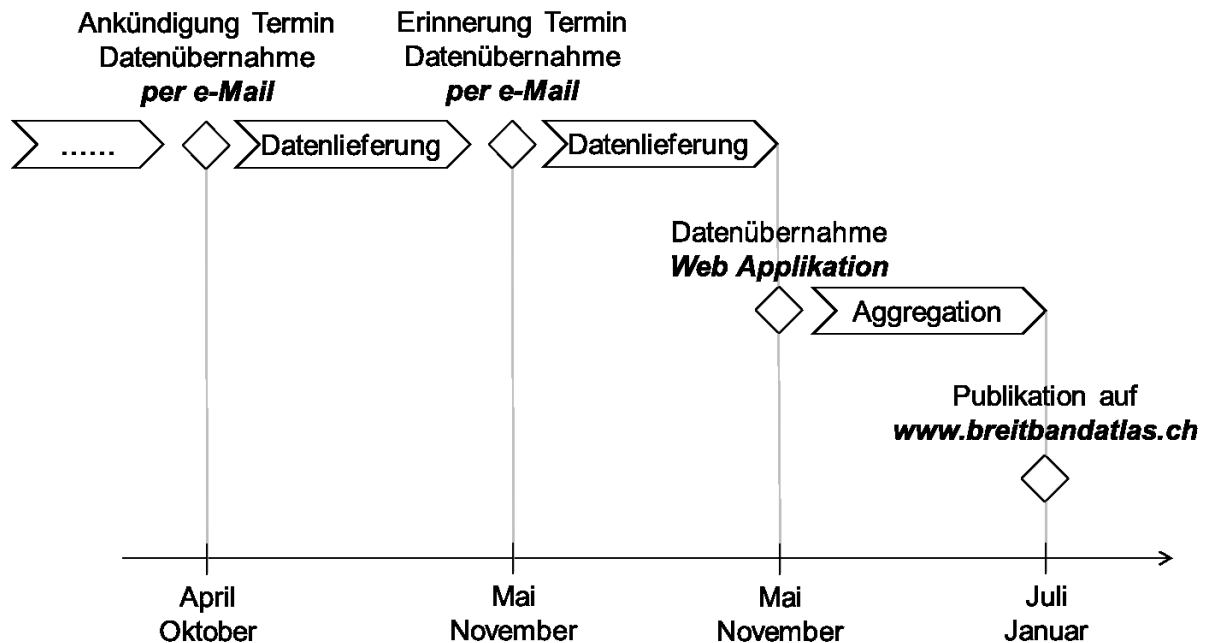 Ankündigung Termin
Datenübernahme
per e-Mail
Erinnerung Termin
Datenübernahme
per e-Mail
......
Datenlieferung
Datenlieferung
Datenübernahme
Web Applikation
Aggregation
Publikation auf
www.breitbandatlas.ch
April
Oktober
Mai
November
Mai
November
Juli
Januar